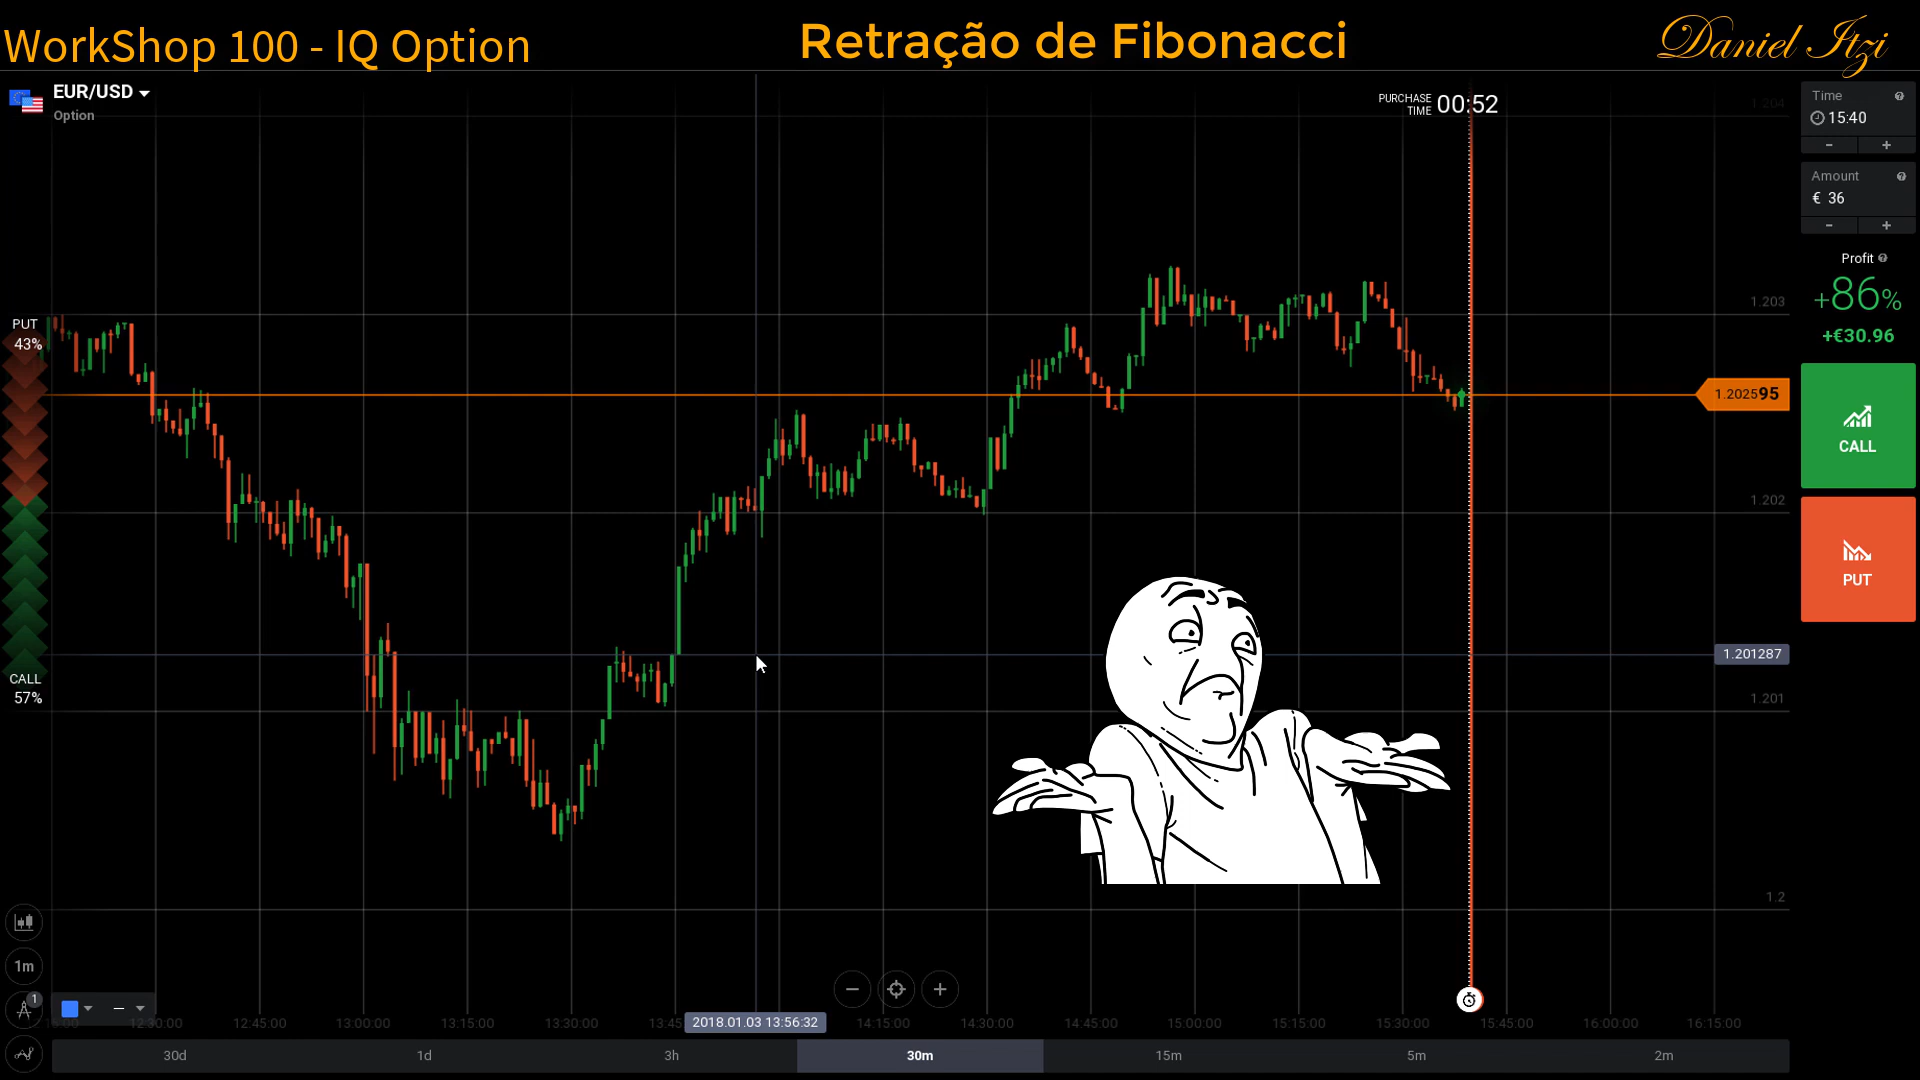 WorkShop 100 - IQ Option
Retração de Fibonacci
Daniel Itzi
EUR/USD
Option
PURCHASE TIME 00:52
1.204
Time
15:40
- +
Amount
€ 36
- +
Profit
+86%
+€30.96
1.203
PUT
43%
1.202595
CALL
1.202
PUT
1.201287
CALL
57%
1.201
1.2
1m
1
12:30:00 12:45:00 13:00:00 13:15:00 13:30:00 13:45 2018.01.03 13:56:32 14:15:00 14:30:00 14:45:00 15:00:00 15:15:00 15:30:00 15:45:00 16:00:00 16:15:00
30d 1d 3h 30m 15m 5m 2m